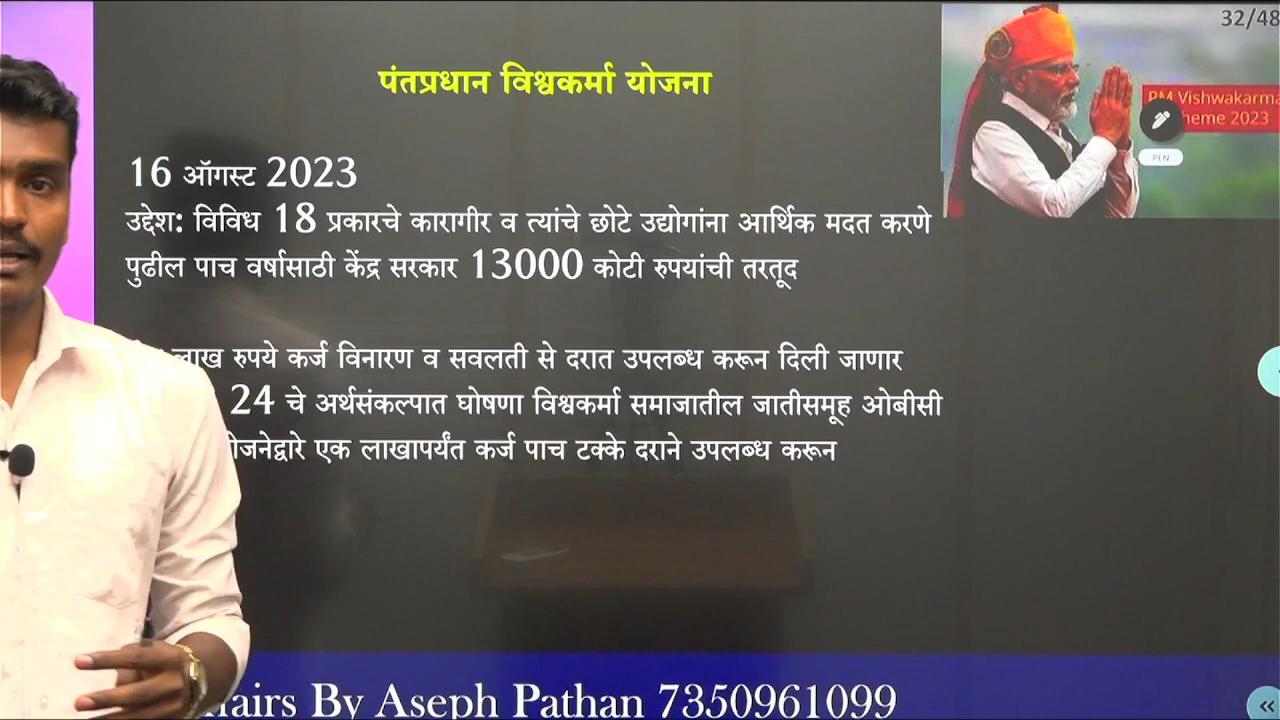 32/48
पंतप्रधान विश्वकर्मा योजना
PM Vishwakarma
heme 2023
PEN
16 ऑगस्ट 2023
उद्देश: विविध 18 प्रकारचे कारागीर व त्यांचे छोटे उद्योगांना आर्थिक मदत करणे
पुढील पाच वर्षासाठी केंद्र सरकार 13000 कोटी रुपयांची तरतूद
लाख रुपये कर्ज विनारण व सवलती से दरात उपलब्ध करून दिली जाणार
24 चे अर्थसंकल्पात घोषणा विश्वकर्मा समाजातील जातीसमूह ओबीसी
ोजनेद्वारे एक लाखापर्यंत कर्ज पाच टक्के दराने उपलब्ध करून
ffairs By Aseph Pathan 7350961099